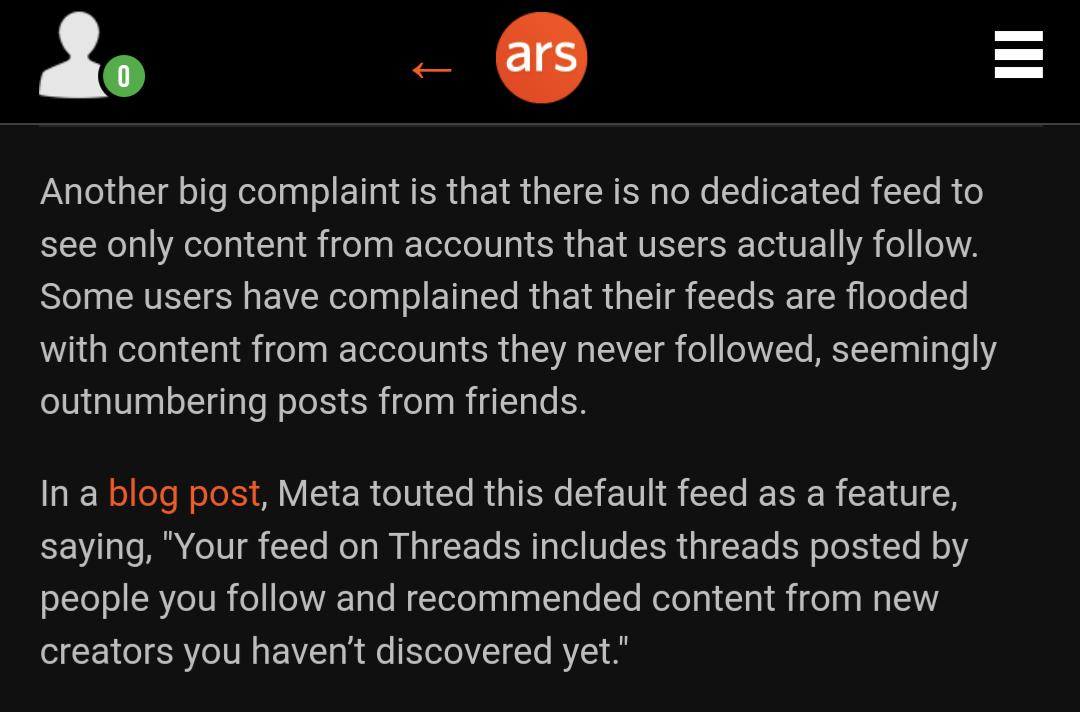 0
←
ars
Another big complaint is that there is no dedicated feed to
see only content from accounts that users actually follow.
Some users have complained that their feeds are flooded
with content from accounts they never followed, seemingly
outnumbering posts from friends.
In a blog post, Meta touted this default feed as a feature,
saying, "Your feed on Threads includes threads posted by
people you follow and recommended content from new
creators you haven’t discovered yet."